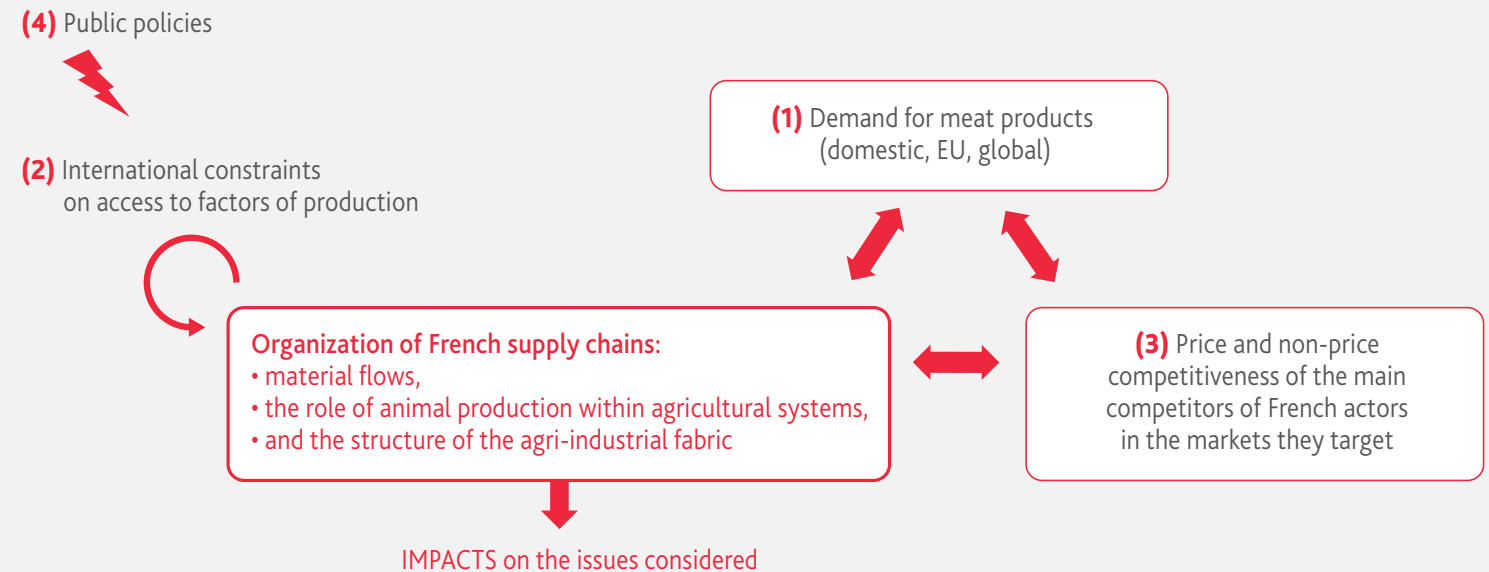 (4) Public policies
(2) International constraints
on access to factors of production
(1) Demand for meat products
(domestic, EU, global)
Organization of French supply chains:
• material flows,
• the role of animal production within agricultural systems,
• and the structure of the agri-industrial fabric
(3) Price and non-price
competitiveness of the main
competitors of French actors
in the markets they target
IMPACTS on the issues considered